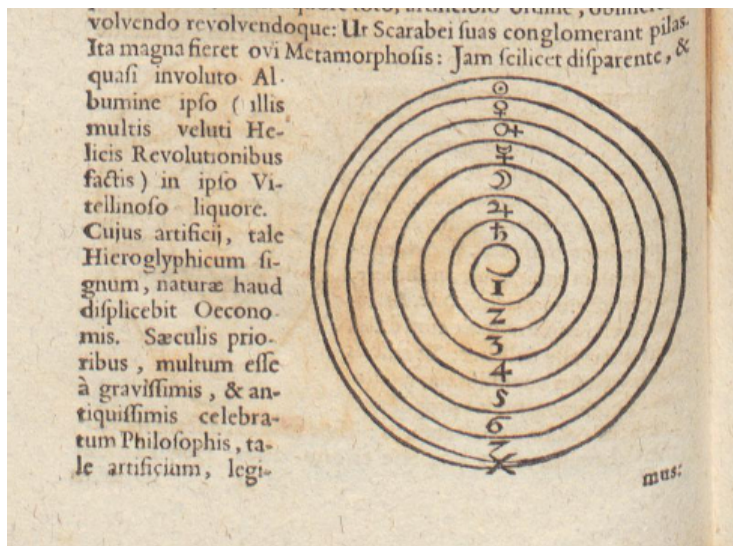 volvendo revolvendoque: Ut Scarabei ſuas conglomerant pilas.
Ita magna fieret ovi Metamorphoſis: Jam ſcilicet diſparente, &
quaſi involuto Al-
bumine ipſo (illis
multis veluti He-
licis Revolutionibus
factis) in ipſo Vi-
tellinoſo liquore.
Cujus artificij, tale
Hieroglyphicum ſi-
gnum, naturæ haud
diſplicebit Oecono-
mis. Sæculis prio-
ribus, multum eſſe
à graviſſimis, & an-
tiquiſſimis celebra-
tum Philoſophis, ta-
le artificium, legi-
mus:
☉
♀
♂
☿
☽
♃
♄
1
2
3
4
5
6
7